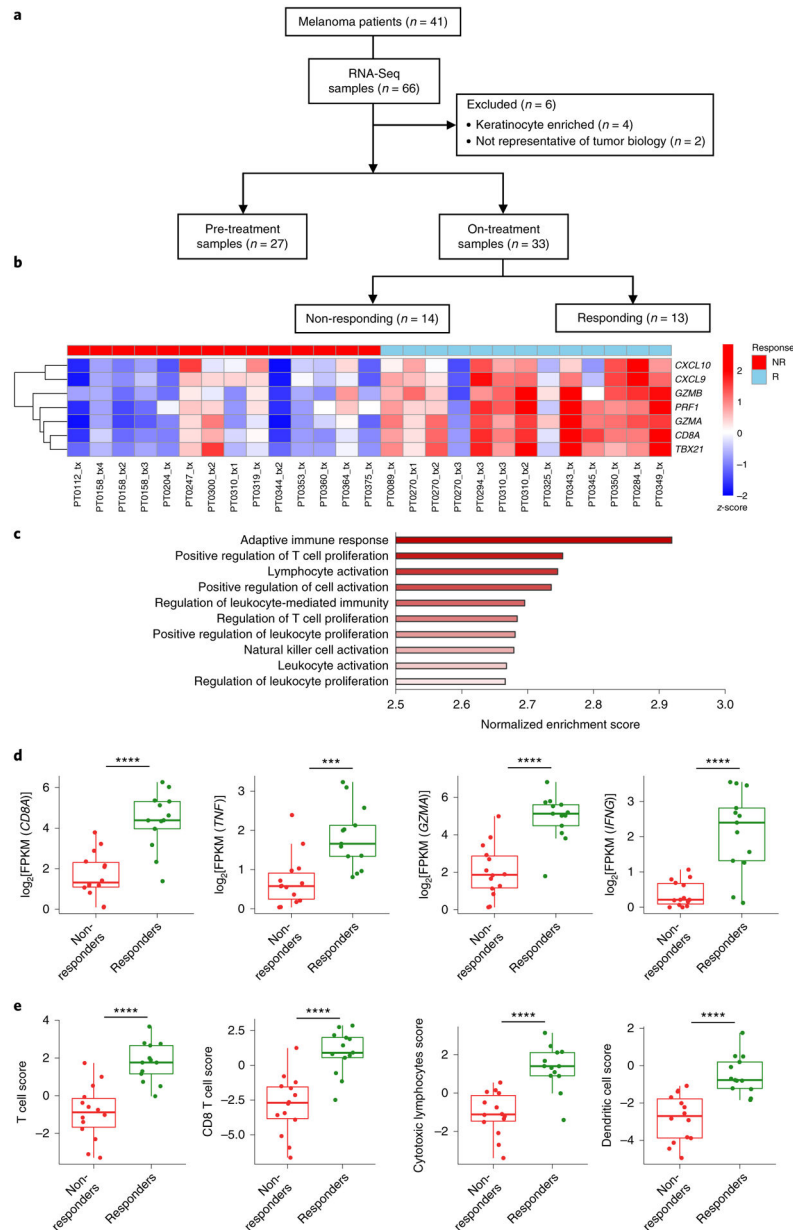 a
Melanoma patients (n = 41)
RNA-Seq
samples (n = 66)
Excluded (n = 6)
• Keratinocyte enriched (n = 4)
• Not representative of tumor biology (n = 2)
Pre-treatment
samples (n = 27)
On-treatment
samples (n = 33)
b
Non-responding (n = 14)
Responding (n = 13)
Response
NR
R
CXCL10
CXCL9
GZMB
PRF1
GZMA
CD8A
TBX21
2
1
0
−1
−2
z-score
PT0112_tx
PT0158_tx4
PT0158_tx2
PT0158_tx3
PT0204_tx
PT0247_tx
PT0300_tx2
PT0310_tx1
PT0319_tx
PT0344_tx2
PT0353_tx
PT0360_tx
PT0364_tx
PT0375_tx
PT0089_tx
PT0270_tx1
PT0270_tx2
PT0270_tx3
PT0294_tx3
PT0310_tx3
PT0310_tx2
PT0325_tx
PT0343_tx
PT0345_tx
PT0350_tx
PT0284_tx
PT0349_tx
c
Adaptive immune response
Positive regulation of T cell proliferation
Lymphocyte activation
Positive regulation of cell activation
Regulation of leukocyte-mediated immunity
Regulation of T cell proliferation
Positive regulation of leukocyte proliferation
Natural killer cell activation
Leukocyte activation
Regulation of leukocyte proliferation
2.5 2.6 2.7 2.8 2.9 3.0
Normalized enrichment score
d
****
log2[FPKM (CD8A)]
6
4
2
0
Non-
responders
Responders
***
log2[FPKM (TNF)]
3
2
1
0
Non-
responders
Responders
****
log2[FPKM (GZMA)]
6
4
2
0
Non-
responders
Responders
****
log2[FPKM (IFNG)]
3
2
1
0
Non-
responders
Responders
e
****
T cell score
4
2
0
−2
Non-
responders
Responders
****
CD8 T cell score
2.5
0
−2.5
−5.0
Non-
responders
Responders
****
Cytotoxic lymphocytes score
2
0
−2
Non-
responders
Responders
****
Dendritic cell score
2
0
−2
−4
Non-
responders
Responders